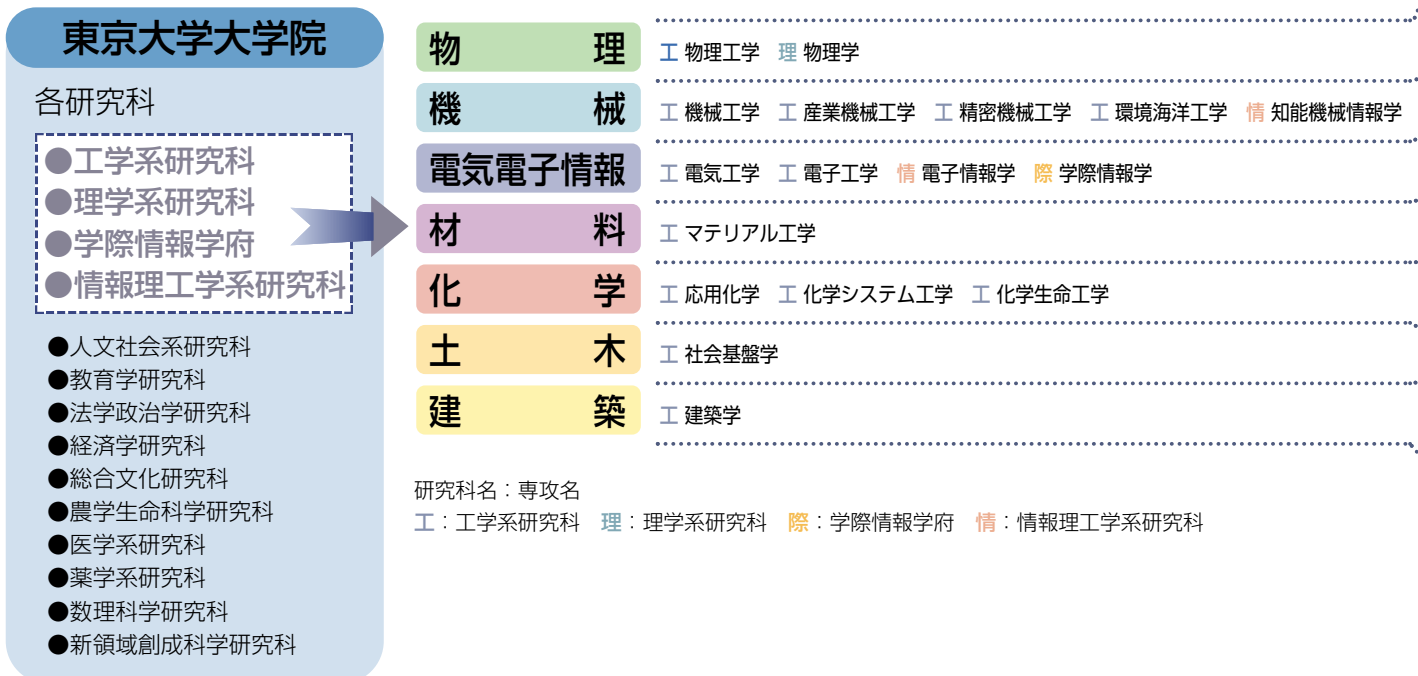 東京大学大学院
各研究科
●工学系研究科
●理学系研究科
●学際情報学府
●情報理工学系研究科
●人文社会系研究科
●教育学研究科
●法学政治学研究科
●経済学研究科
●総合文化研究科
●農学生命科学研究科
●医学系研究科
●薬学系研究科
●数理科学研究科
●新領域創成科学研究科
物理 工 物理工学 理 物理学
機械 工 機械工学 工 産業機械工学 工 精密機械工学 工 環境海洋工学 情 知能機械情報学
電気電子情報 工 電気工学 工 電子工学 情 電子情報学 際 学際情報学
材料 工 マテリアル工学
化学 工 応用化学 工 化学システム工学 工 化学生命工学
土木 工 社会基盤学
建築 工 建築学
研究科名：専攻名
工：工学系研究科 理：理学系研究科 際：学際情報学府 情：情報理工学系研究科